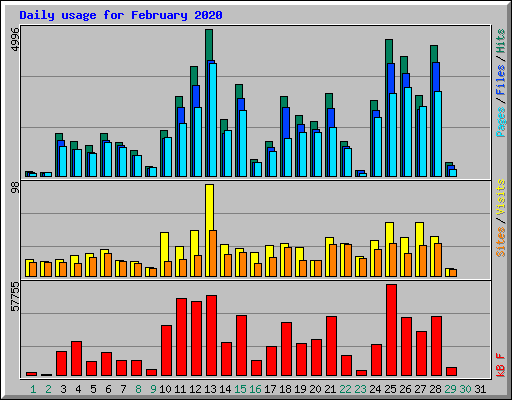 Daily usage for February 2020
4996
Pages / Files / Hits
98
Sites / Visits
57755
kB F
1 2 3 4 5 6 7 8 9 10 11 12 13 14 15 16 17 18 19 20 21 22 23 24 25 26 27 28 29 30 31